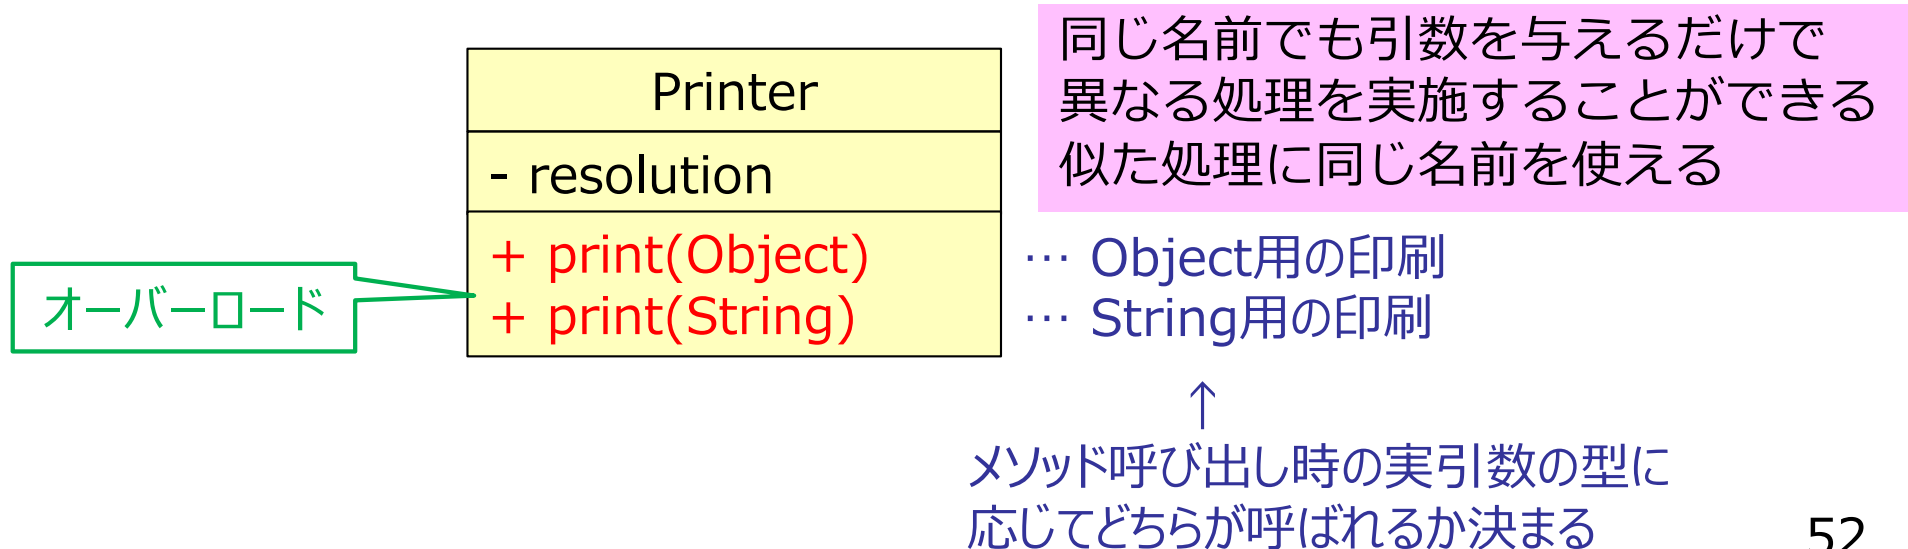 同じ名前でも引数を与えるだけで
異なる処理を実施することができる
似た処理に同じ名前を使える
Printer
- resolution
+ print(Object)
… Object用の印刷
+ print(String)
… String用の印刷
オーバーロード
↑
メソッド呼び出し時の実引数の型に
応じてどちらが呼ばれるか決まる
52